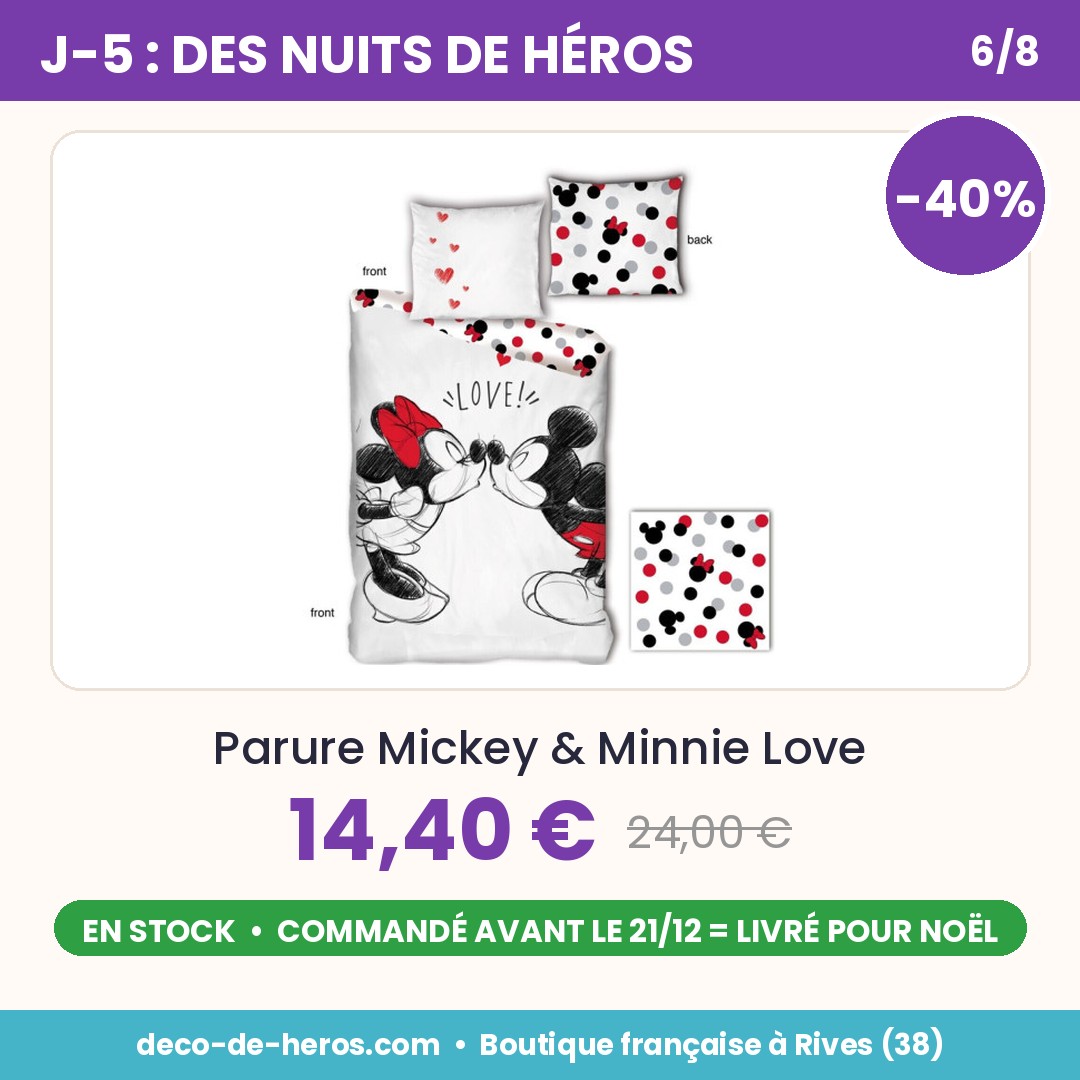 J-5 : DES NUITS DE HÉROS
6/8
-40%
back
front
LOVE!
front
Parure Mickey & Minnie Love
14,40 € 24,00 €
EN STOCK • COMMANDÉ AVANT LE 21/12 = LIVRÉ POUR NOËL
deco-de-heros.com • Boutique française à Rives (38)